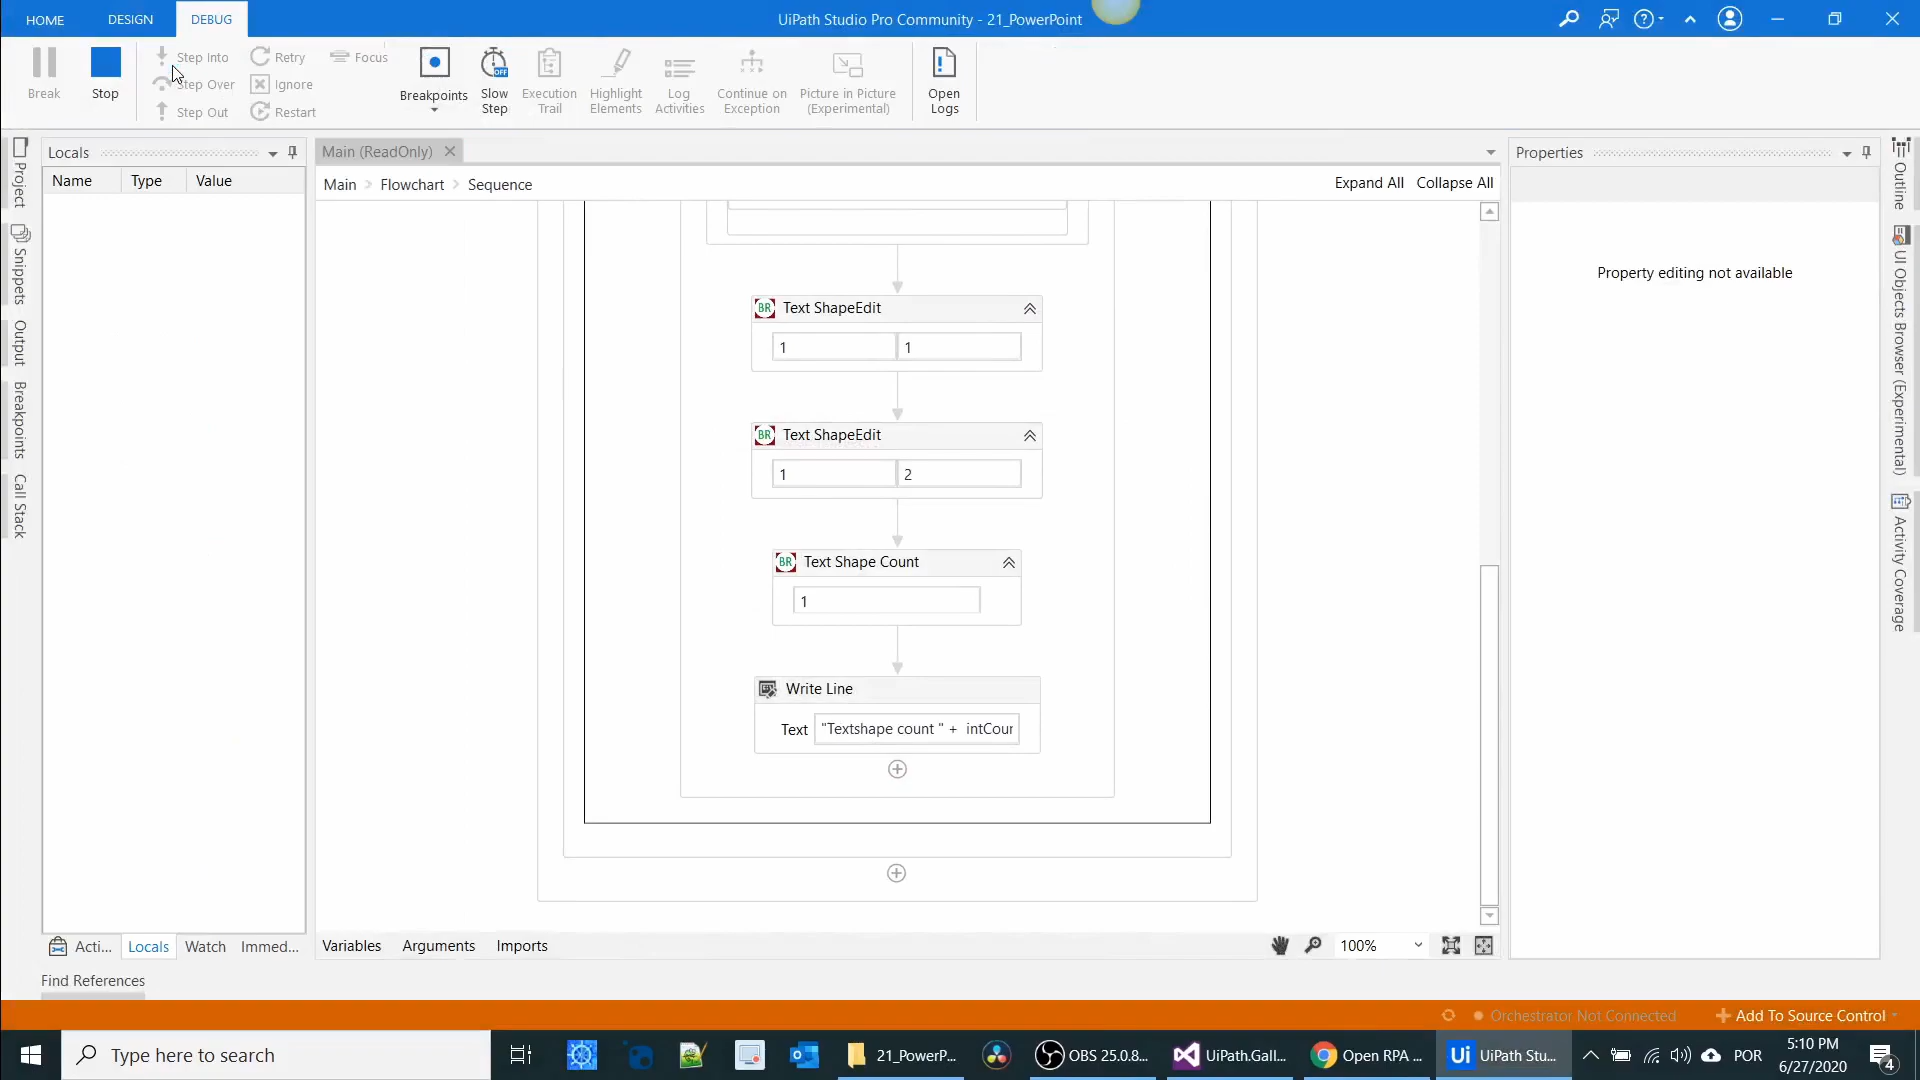 HOME
DESIGN
DEBUG
UiPath Studio Pro Community - 21_PowerPoint
Break
Stop
Step Into
Step Over
Step Out
Retry
Ignore
Restart
Focus
Breakpoints
Slow
Step
OFF
Execution
Trail
Highlight
Elements
Log
Activities
Continue on
Exception
Picture in Picture
(Experimental)
Open
Logs
Project
Snippets
Output
Breakpoints
Call Stack
Locals
Name Type Value
Main (ReadOnly)
Main > Flowchart > Sequence
Expand All Collapse All
BR Text ShapeEdit
1 1
BR Text ShapeEdit
1 2
BR Text Shape Count
1
Write Line
Text "Textshape count " + intCour
Properties
Property editing not available
Outline
UI Objects Browser (Experimental)
Activity Coverage
Acti... Locals Watch Immed...
Variables Arguments Imports
100%
Find References
Orchestrator Not Connected
Add To Source Control
Type here to search
21_PowerP...
OBS 25.0.8...
UiPath.Gall...
Open RPA ...
Ui UiPath Stu...
POR
5:10 PM
6/27/2020
4